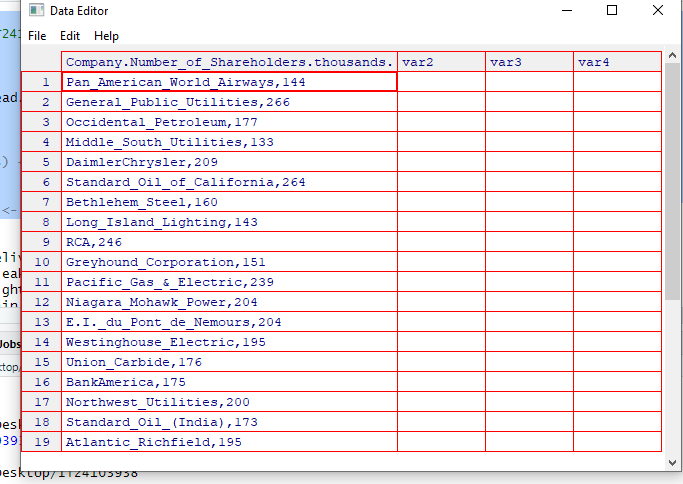 Data Editor
File Edit Help
Company.Number_of_Shareholders.thousands. var2 var3 var4
1 Pan_American_World_Airways,144
2 General_Public_Utilities,266
3 Occidental_Petroleum,177
4 Middle_South_Utilities,133
5 DaimlerChrysler,209
6 Standard_Oil_of_California,264
7 Bethlehem_Steel,160
8 Long_Island_Lighting,143
9 RCA,246
10 Greyhound_Corporation,151
11 Pacific_Gas_&_Electric,239
12 Niagara_Mohawk_Power,204
13 E.I._du_Pont_de_Nemours,204
14 Westinghouse_Electric,195
15 Union_Carbide,176
16 BankAmerica,175
17 Northwest_Utilities,200
18 Standard_Oil_(India),173
19 Atlantic_Richfield,195